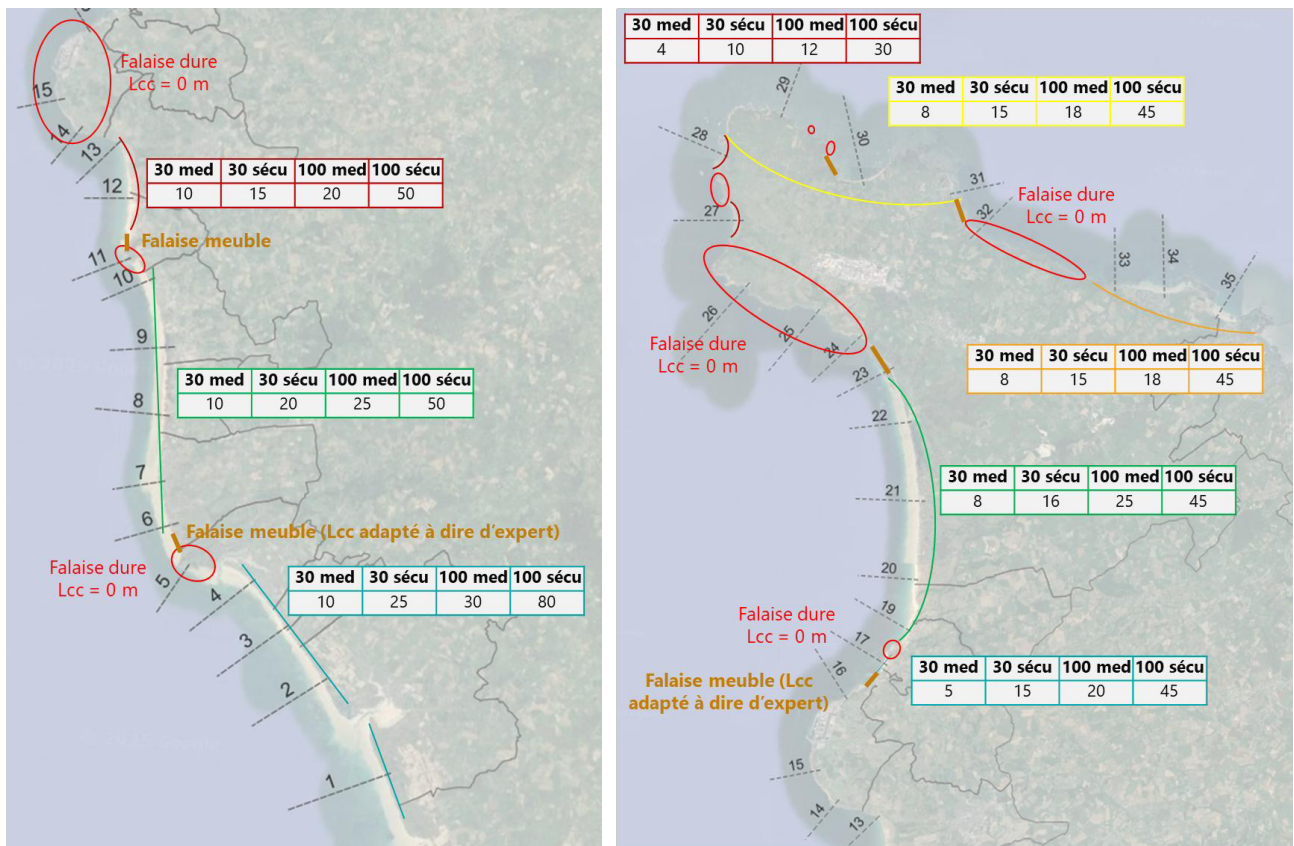 Falaise dure
Lcc = 0 m
15
14
13
30 med 30 sécu 100 med 100 sécu
10 15 20 50
12
Falaise meuble
11
10
9
30 med 30 sécu 100 med 100 sécu
10 20 25 50
8
7
6
Falaise meuble (Lcc adapté à dire d’expert)
Falaise dure
Lcc = 0 m
5
4
30 med 30 sécu 100 med 100 sécu
10 25 30 80
3
2
1
30 med 30 sécu 100 med 100 sécu
4 10 12 30
29
30 med 30 sécu 100 med 100 sécu
8 15 18 45
28
30
31
Falaise dure
Lcc = 0 m
27
32
33
34
35
26
25
24
Falaise dure
Lcc = 0 m
30 med 30 sécu 100 med 100 sécu
8 15 18 45
23
22
30 med 30 sécu 100 med 100 sécu
8 16 25 45
21
20
19
Falaise dure
Lcc = 0 m
17
16
30 med 30 sécu 100 med 100 sécu
5 15 20 45
Falaise meuble (Lcc
adapté à dire d’expert)
15
14
13